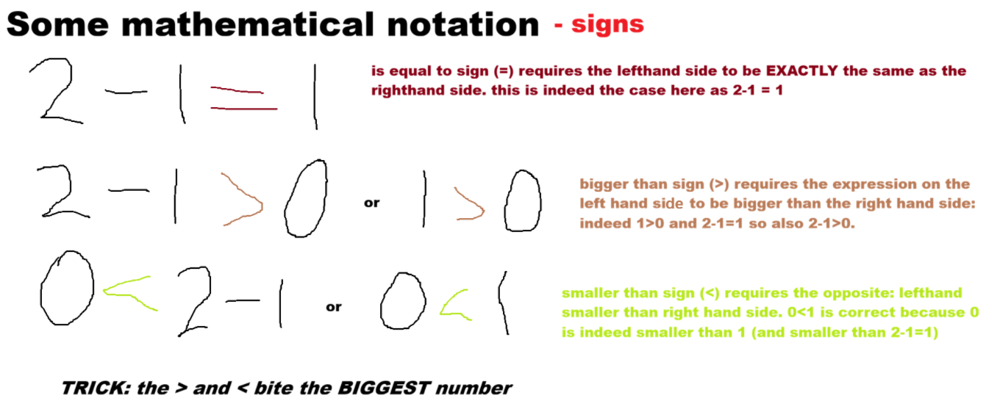 Some mathematical notation - signs
2 - 1 = 1
is equal to sign (=) requires the lefthand side to be EXACTLY the same as the
righthand side. this is indeed the case here as 2-1 = 1
2 - 1 > 0 or 1 > 0
bigger than sign (>) requires the expression on the
left hand side to be bigger than the right hand side:
indeed 1>0 and 2-1=1 so also 2-1>0.
0 < 2 - 1 or 0 < 1
smaller than sign (<) requires the opposite: lefthand
smaller than right hand side. 0<1 is correct because 0
is indeed smaller than 1 (and smaller than 2-1=1)
TRICK: the > and < bite the BIGGEST number